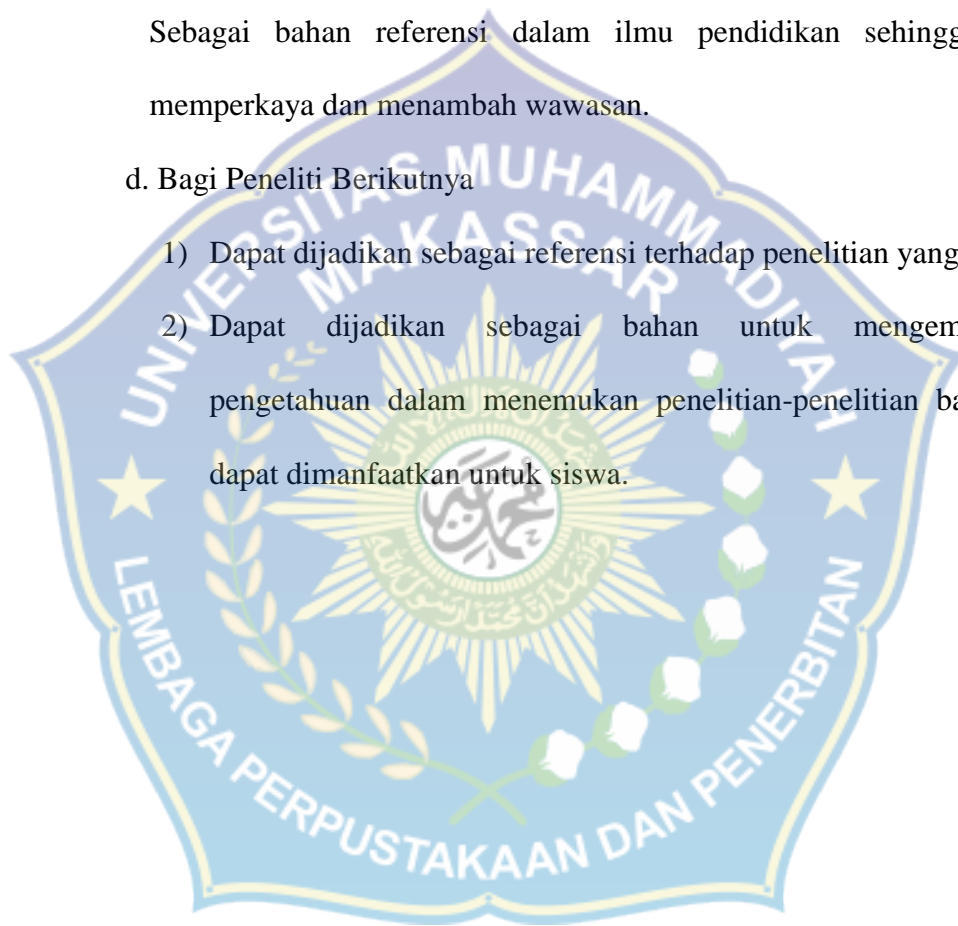 Sebagai bahan referensi dalam ilmu pendidikan sehingg
memperkaya dan menambah wawasan.
d. Bagi Peneliti Berikutnya
1) Dapat dijadikan sebagai referensi terhadap penelitian yang
2) Dapat dijadikan sebagai bahan untuk mengem
pengetahuan dalam menemukan penelitian-penelitian ba
dapat dimanfaatkan untuk siswa.
UNIVERSITAS MUHAMMADIYAH
MAKASSAR
LEMBAGA PERPUSTAKAAN DAN PENERBITAN